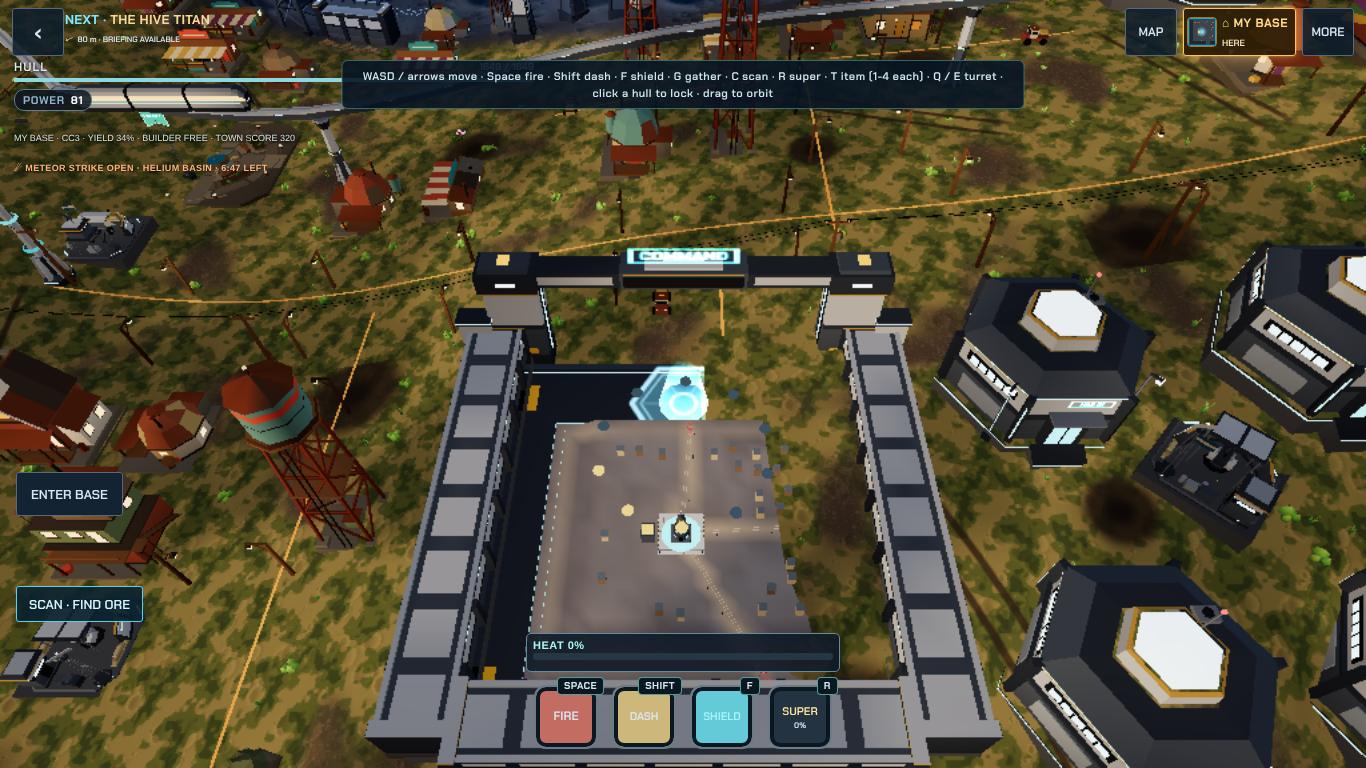 NEXT · THE HIVE TITAN
80 m · BRIEFING AVAILABLE
HULL
POWER 81
MY BASE · CC3 · YIELD 34% · BUILDER FREE · TOWN SCORE 320
METEOR STRIKE OPEN · HELIUM BASIN · 6:47 LEFT
WASD / arrows move · Space fire · Shift dash · F shield · G gather · C scan · R super · T item (1-4 each) · Q / E turret ·
click a hull to lock · drag to orbit
MAP
⌂ MY BASE
HERE
MORE
COMMAND
ENTER BASE
SCAN · FIND ORE
HEAT 0%
SPACE
SHIFT
F
R
FIRE
DASH
SHIELD
SUPER
0%